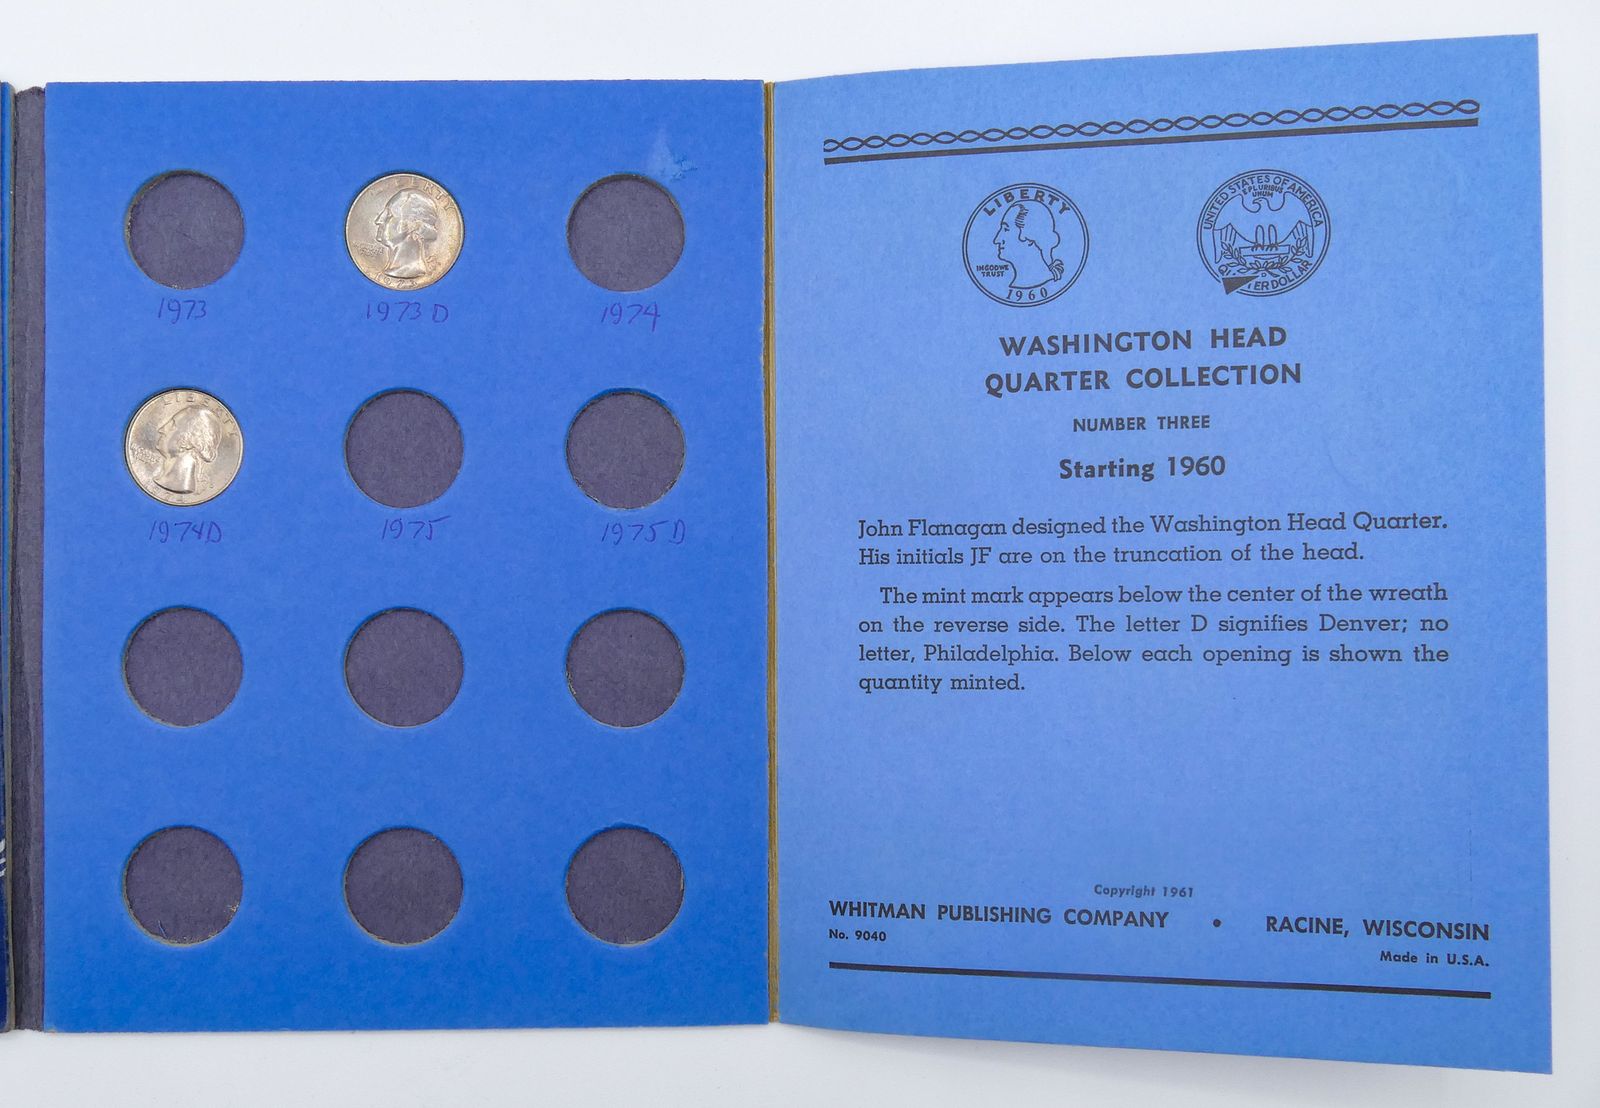 1973
1973 D
1974
1974D
1975
1975 D
LIBERTY
IN GOD WE
TRUST
1960
UNITED STATES OF AMERICA
E PLURIBUS
UNUM
WASHINGTON HEAD
QUARTER COLLECTION
NUMBER THREE
Starting 1960
John Flanagan designed the Washington Head Quarter.
His initials JF are on the truncation of the head.
The mint mark appears below the center of the wreath
on the reverse side. The letter D signifies Denver; no
letter, Philadelphia. Below each opening is shown the
quantity minted.
Copyright 1961
WHITMAN PUBLISHING COMPANY • RACINE, WISCONSIN
No. 9040
Made in U.S.A.